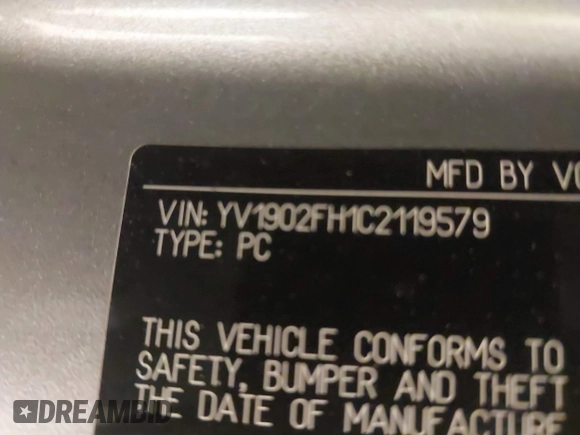 MFD BY VO
VIN: YV1902FH1C2119579
TYPE: PC
THIS VEHICLE CONFORMS TO
SAFETY, BUMPER AND THEFT
THE DATE OF MANUFACTURE
DREAMBID